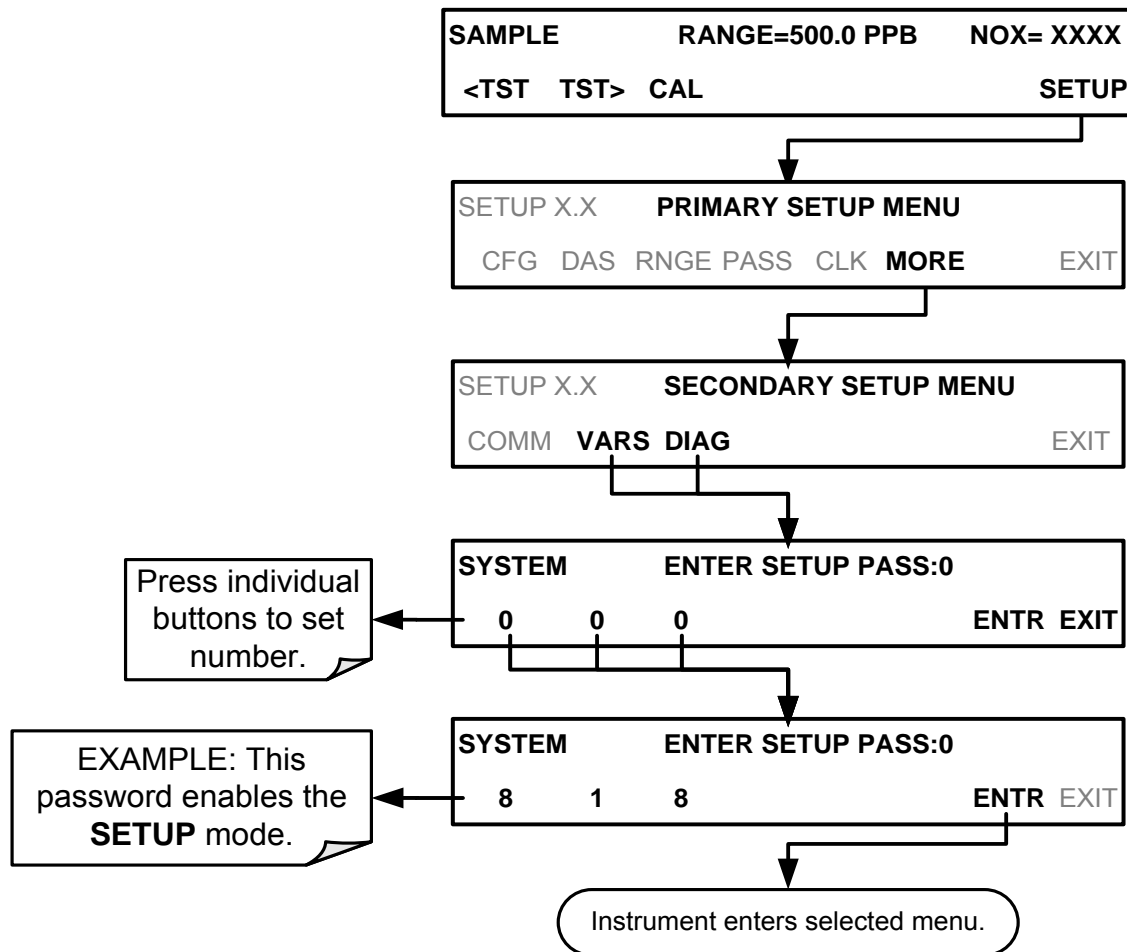 SAMPLE RANGE=500.0 PPB NOX= XXXX
<TST TST> CAL SETUP
SETUP X.X PRIMARY SETUP MENU
CFG DAS RNGE PASS CLK MORE EXIT
SETUP X.X SECONDARY SETUP MENU
COMM VARS DIAG EXIT
SYSTEM ENTER SETUP PASS:0
0 0 0 ENTR EXIT
Press individual
buttons to set
number.
SYSTEM ENTER SETUP PASS:0
8 1 8 ENTR EXIT
EXAMPLE: This
password enables the
SETUP mode.
Instrument enters selected menu.